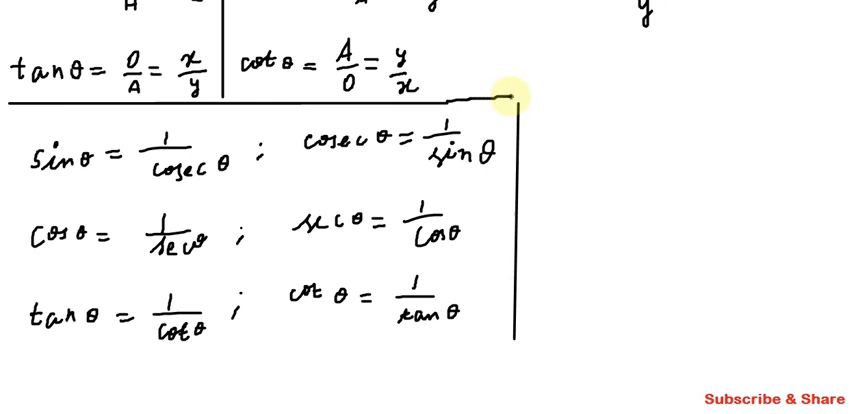 A y y
tanθ = O/A = x/y cotθ = A/O = y/x
sinθ = 1/cosecθ ; cosecθ = 1/sinθ
cosθ = 1/secθ ; secθ = 1/cosθ
tanθ = 1/cotθ ; cotθ = 1/tanθ
Subscribe & Share